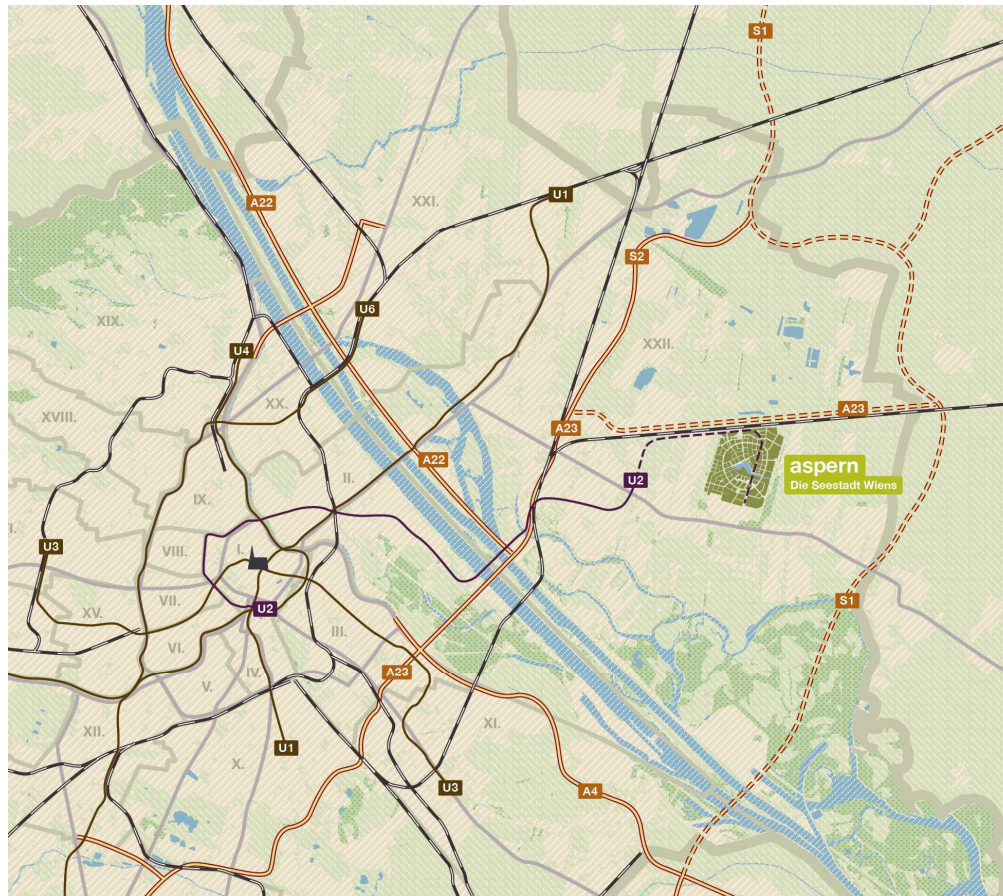 S1
U1
XXI.
A22
S2
U6
XIX.
U4
XXII.
XX.
A23
XVIII.
A23
A22
aspern
II.
Die Seestadt Wiens
U2
IX.
U3
VIII.
I.
S1
VII.
U2
XV.
III.
VI.
IV.
A23
V.
XI.
XII.
U1
X.
U3
A4